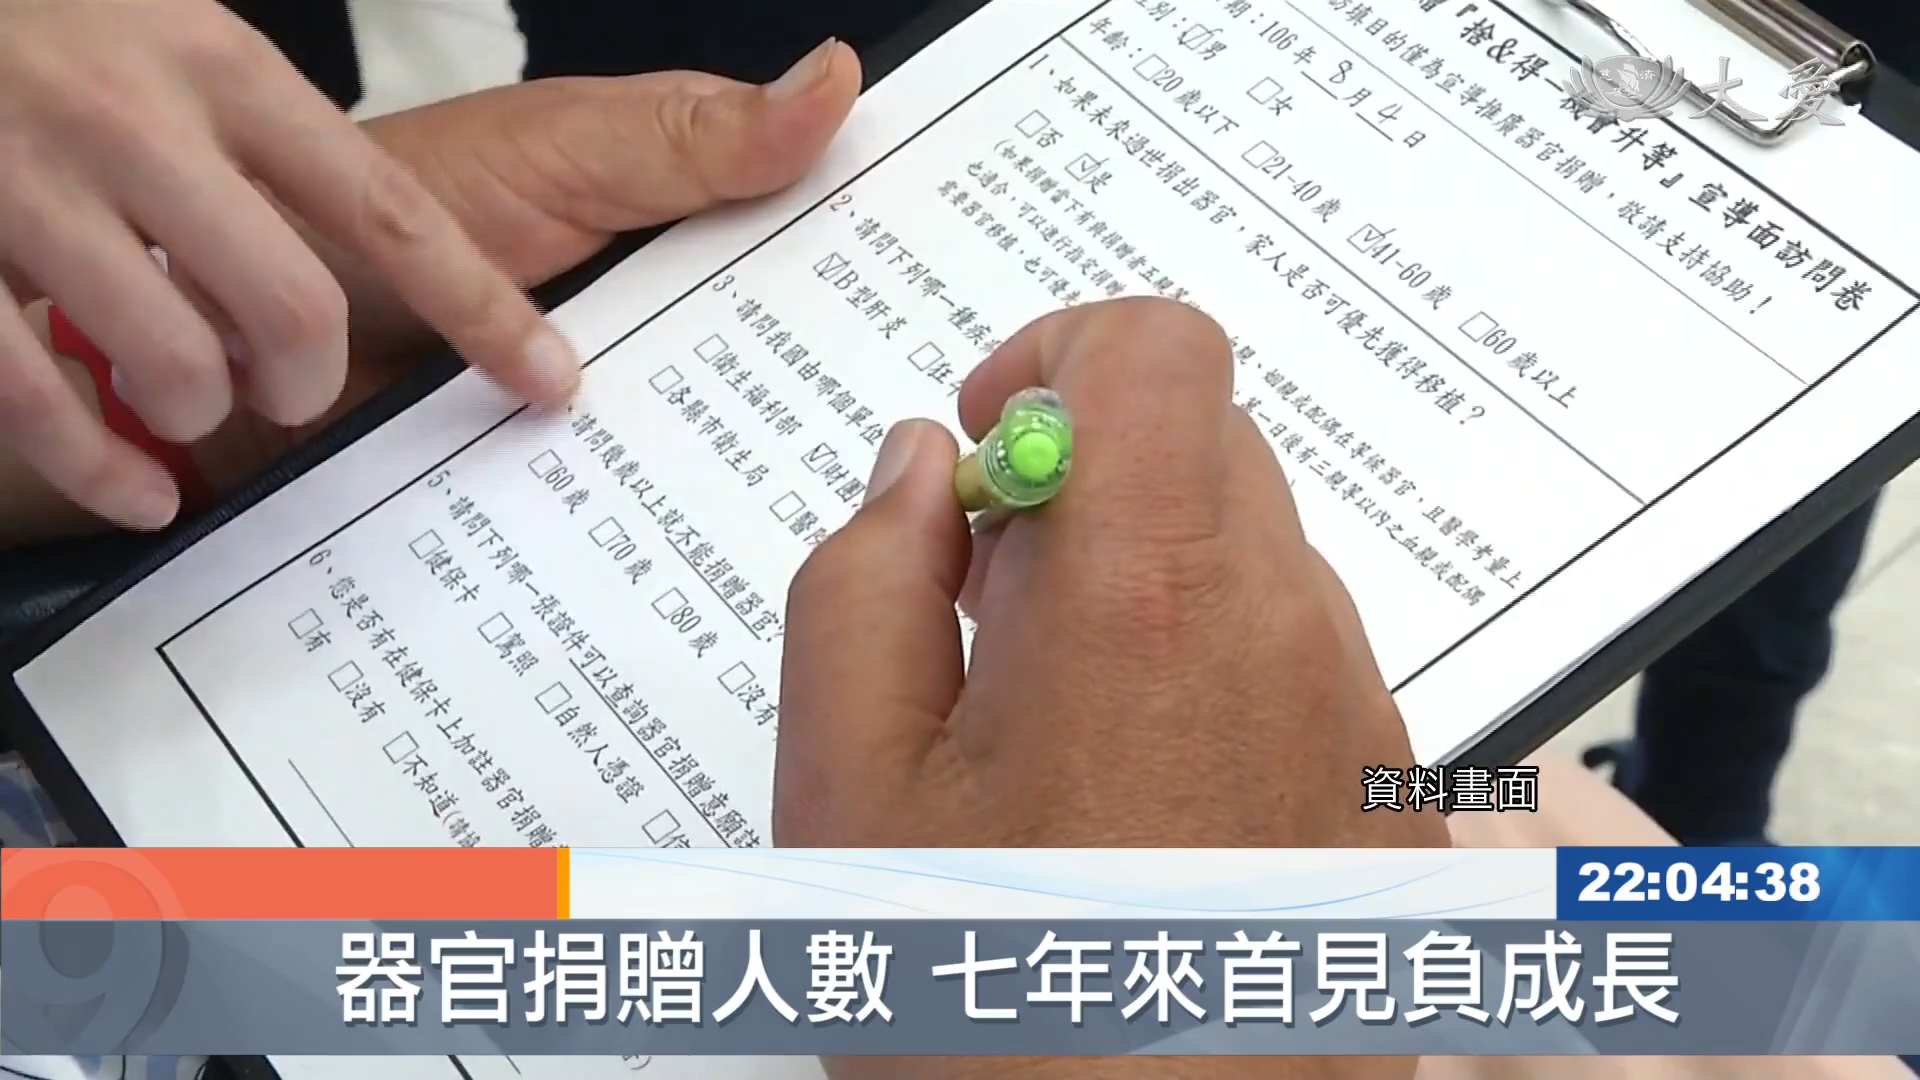 大愛
『捨&得一機會升等』宣導面訪問卷
訪填目的僅為宣導推廣器官捐贈，敬請支持協助！
期：106年8月4日
性別：☑男 □女
年齡：□20歲以下 □21-40歲 ☑41-60歲 □60歲以上
1、如果未來過世捐出器官，家人是否可優先獲得移植？
□否 ☑是
2、請問下列哪一種疾
☑B型肝炎 □狂
3、請問我國由哪個單位
□衛生福利部 ☑財團
□各縣市衛生局 □醫院
、請問幾歲以上就不能捐贈器官？
□60歲 □70歲 □80歲 □沒有
5、請問下列哪一張證件可以查詢器官捐贈意願註
□健保卡 □駕照 □自然人憑證
6、您是否有在健保卡上加註器官捐贈
□有 □沒有 □不知道(請
資料畫面
22:04:38
器官捐贈人數 七年來首見負成長